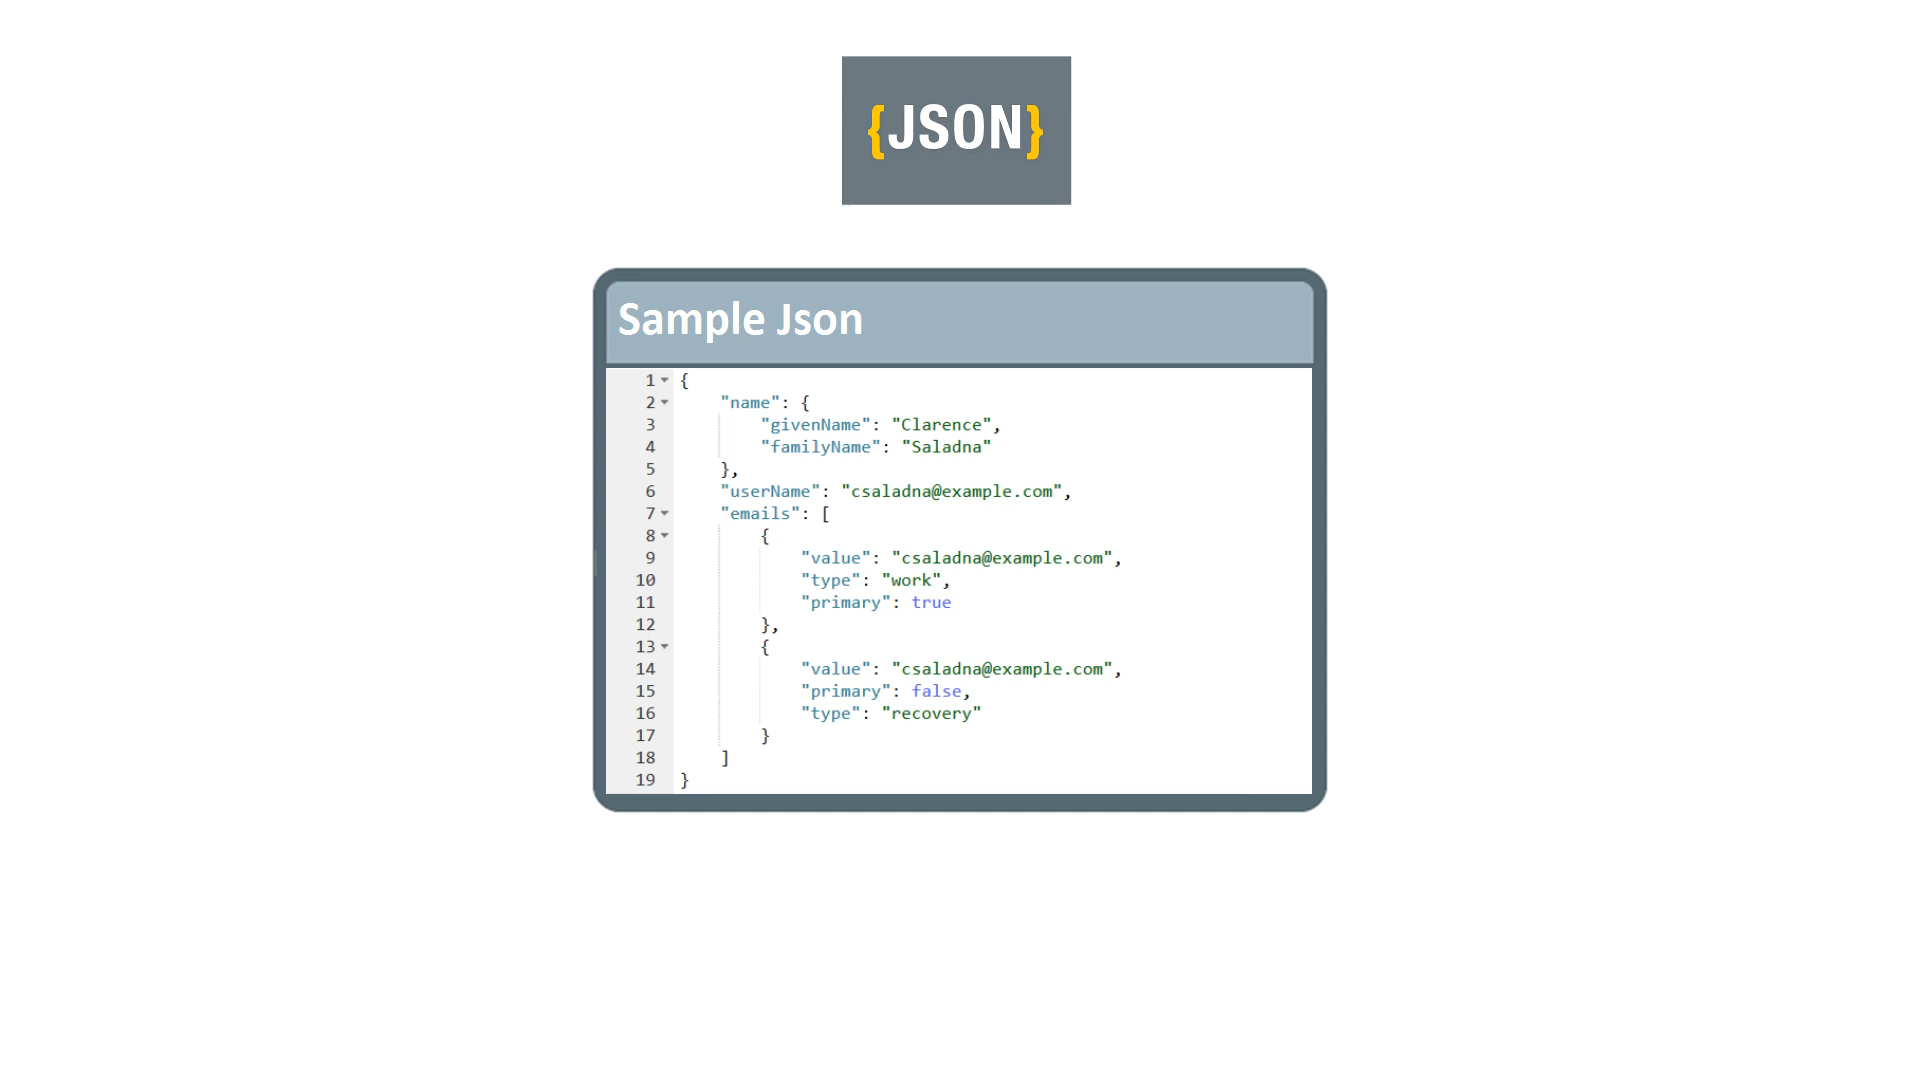 {JSON}
Sample Json
1 {
2     "name": {
3         "givenName": "Clarence",
4         "familyName": "Saladna"
5     },
6     "userName": "csaladna@example.com",
7     "emails": [
8         {
9             "value": "csaladna@example.com",
10             "type": "work",
11             "primary": true
12         },
13         {
14             "value": "csaladna@example.com",
15             "primary": false,
16             "type": "recovery"
17         }
18     ]
19 }